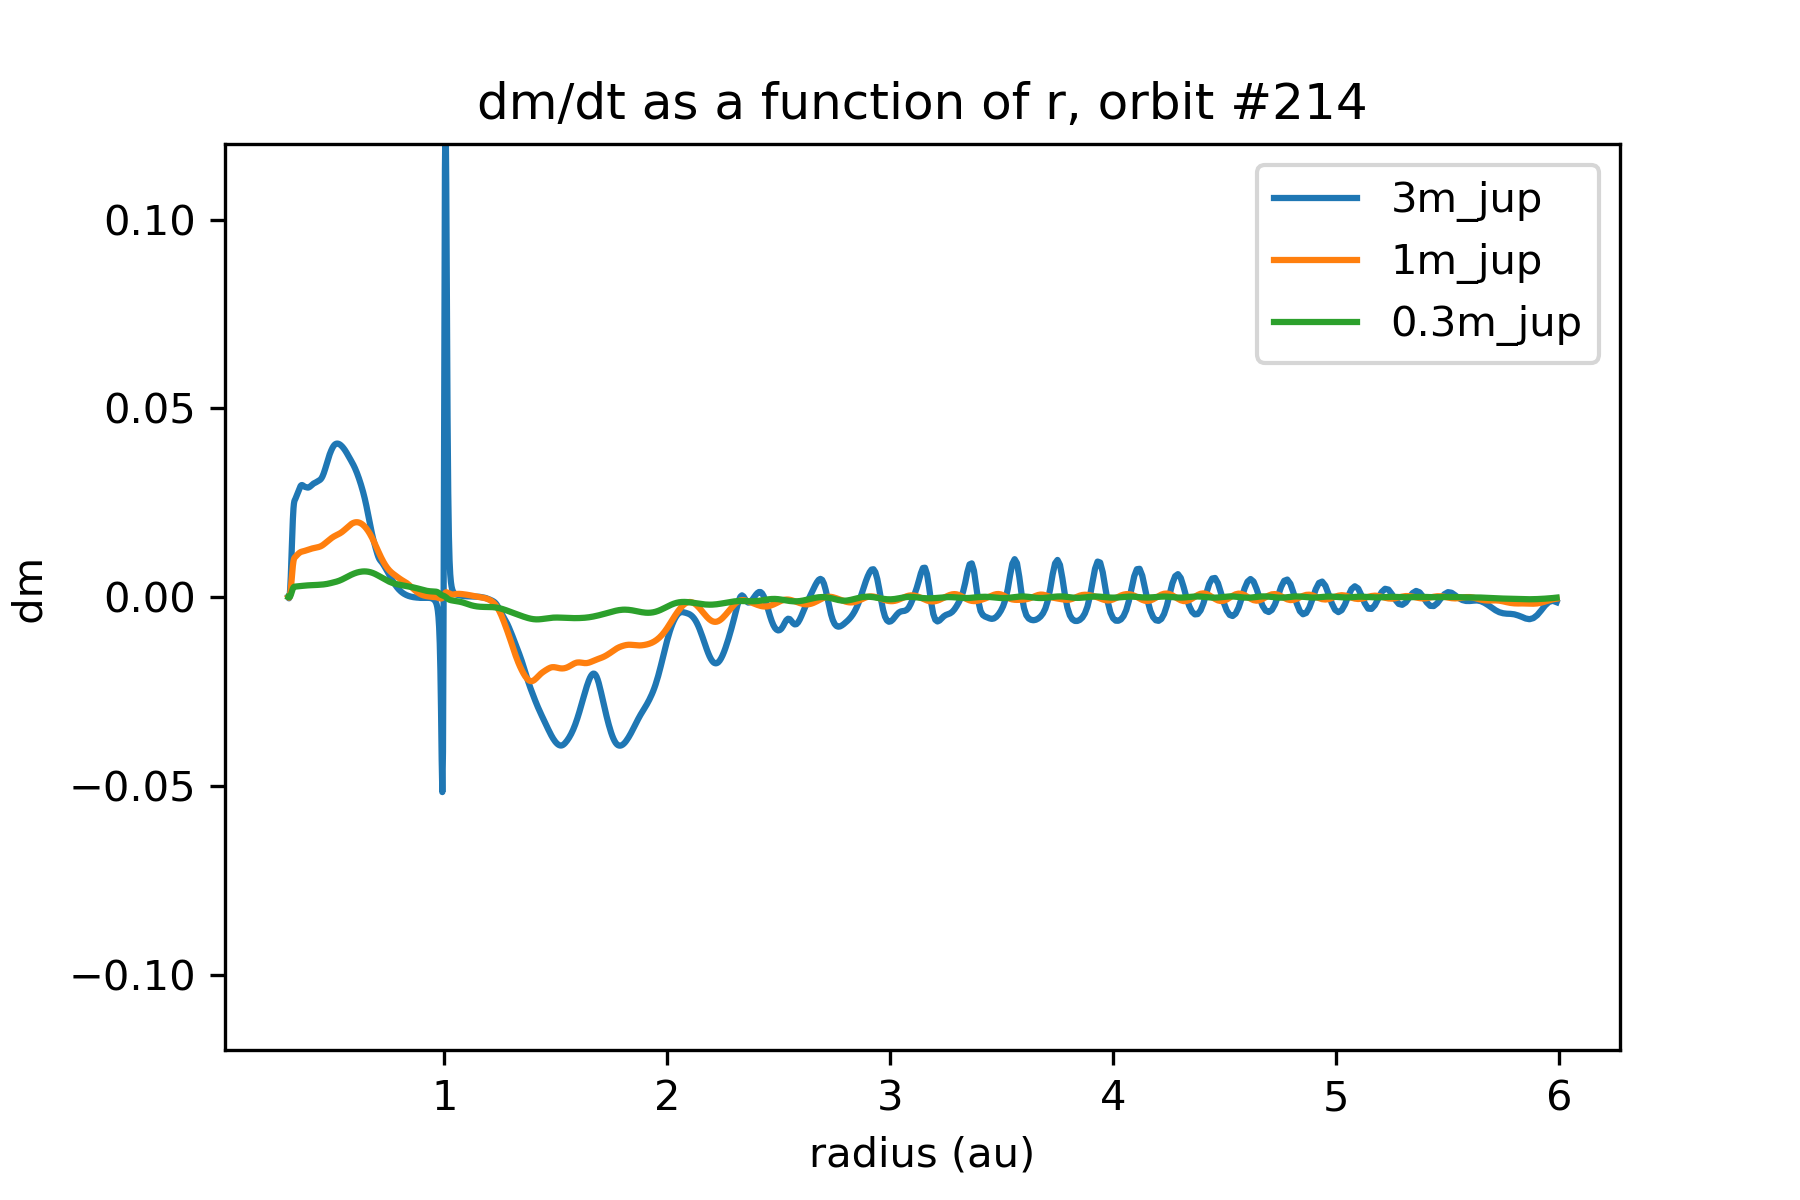 dm/dt as a function of r, orbit #214
3m_jup
1m_jup
0.3m_jup
0.10
0.05
0.00
−0.05
−0.10
dm
1 2 3 4 5 6
radius (au)